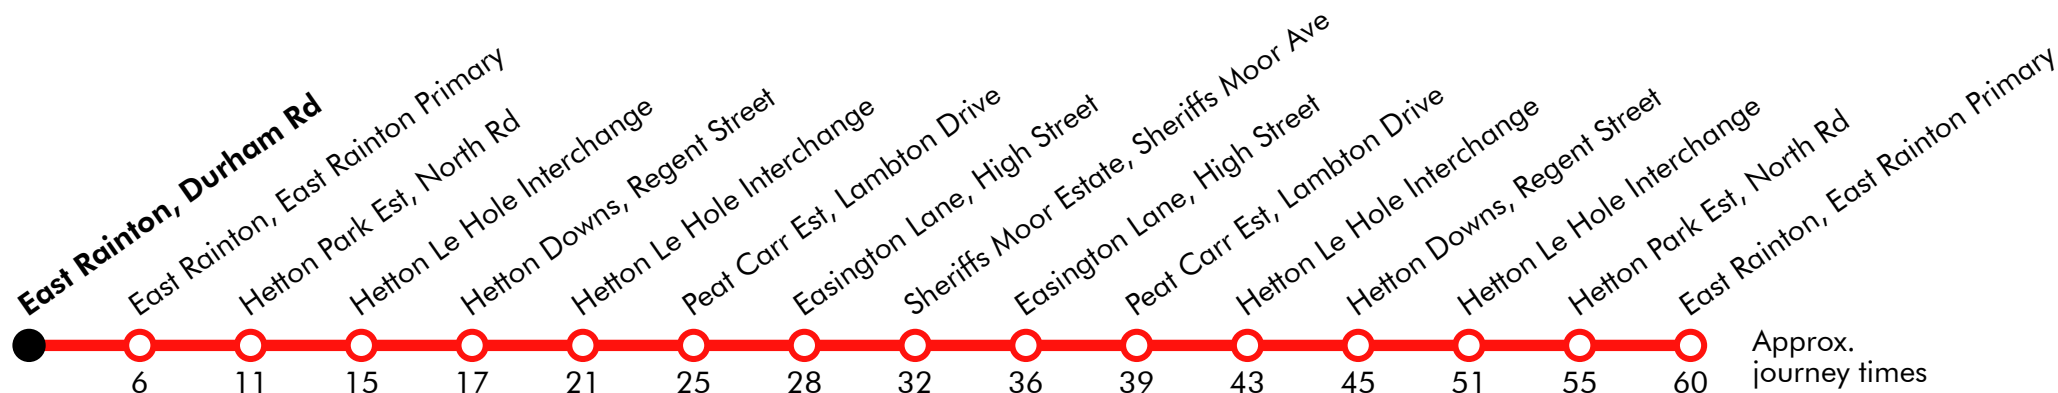 East Rainton, Durham Rd
East Rainton, East Rainton Primary
Hetton Park Est, North Rd
Hetton Le Hole Interchange
Hetton Downs, Regent Street
Hetton Le Hole Interchange
Peat Carr Est, Lambton Drive
Easington Lane, High Street
Sheriffs Moor Estate, Sheriffs Moor Ave
Easington Lane, High Street
Peat Carr Est, Lambton Drive
Hetton Le Hole Interchange
Hetton Downs, Regent Street
Hetton Le Hole Interchange
Hetton Park Est, North Rd
East Rainton, East Rainton Primary
6 11 15 17 21 25 28 32 36 39 43 45 51 55 60
Approx.
journey times